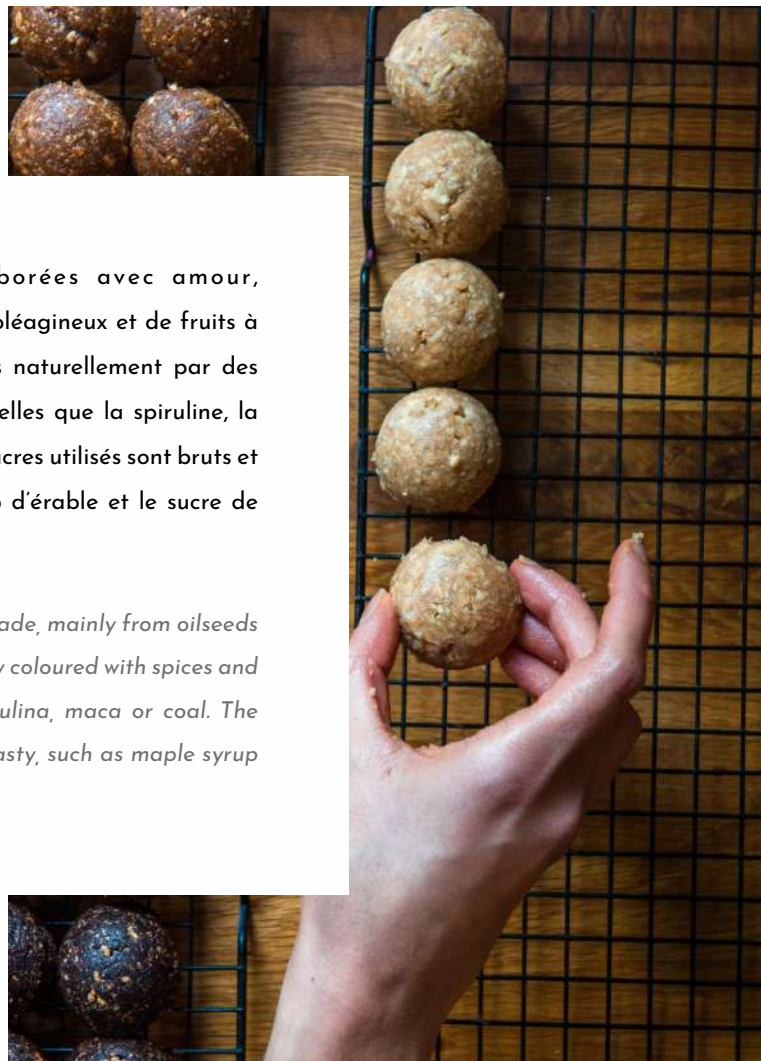 borées avec amour,
oléagineux et de fruits à
s naturellement par des
elles que la spiruline, la
ucres utilisés sont bruts et
d'érable et le sucre de
ade, mainly from oilseeds
y coloured with spices and
ulina, maca or coal. The
asty, such as maple syrup